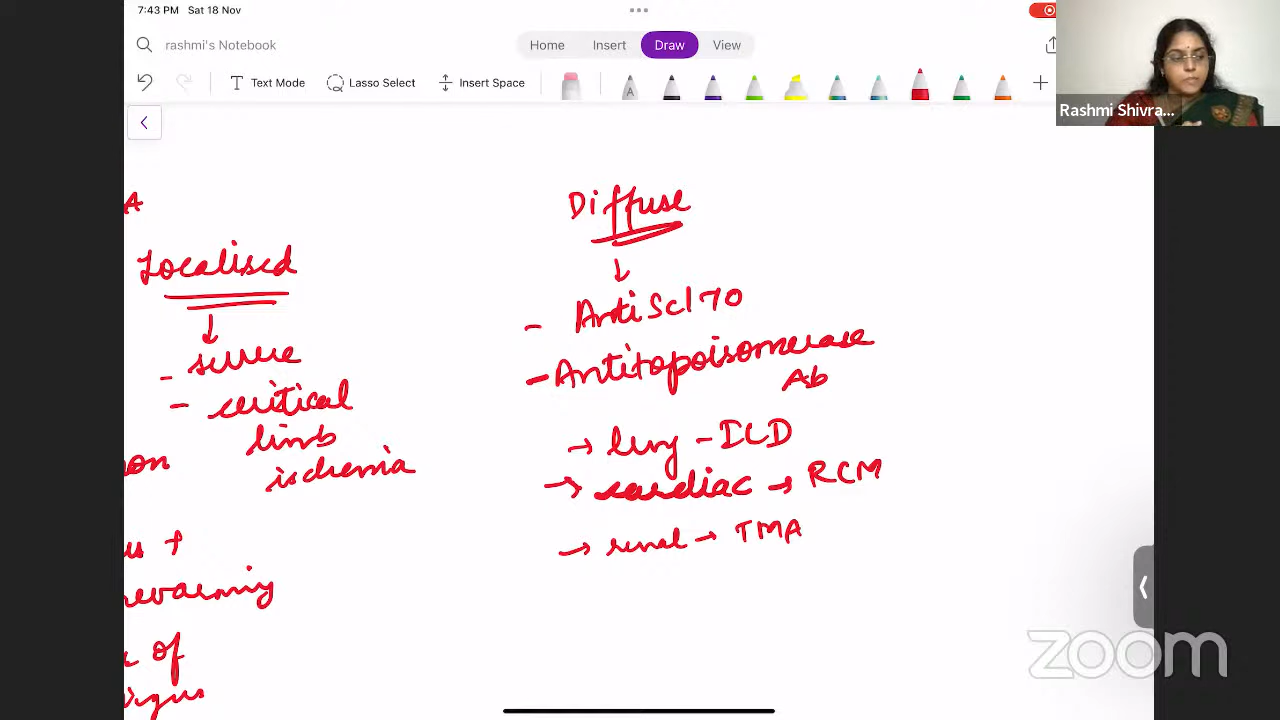 7:43 PM Sat 18 Nov
rashmi's Notebook
Home Insert Draw View
Text Mode Lasso Select Insert Space
A
Rashmi Shivra...
A
Localised
- severe
- critical
limb
ischemia
on
+
of
Diffuse
- Anti Scl 70
- Antitopoisomerase
Ab
→ lung - ILD
→ cardiac → RCM
→ renal → TMA
zoom